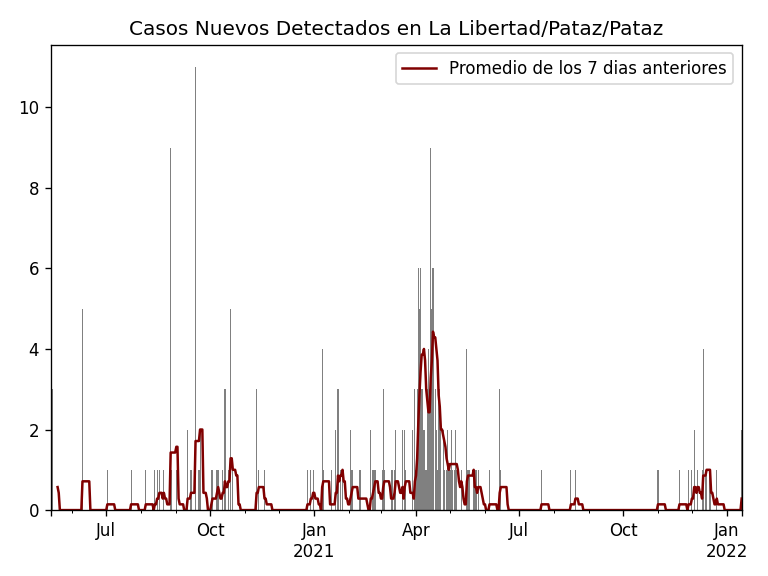 Casos Nuevos Detectados en La Libertad/Pataz/Pataz
Promedio de los 7 dias anteriores
10
8
6
4
2
0
Jul
Oct
Jan
2021
Apr
Jul
Oct
Jan
2022